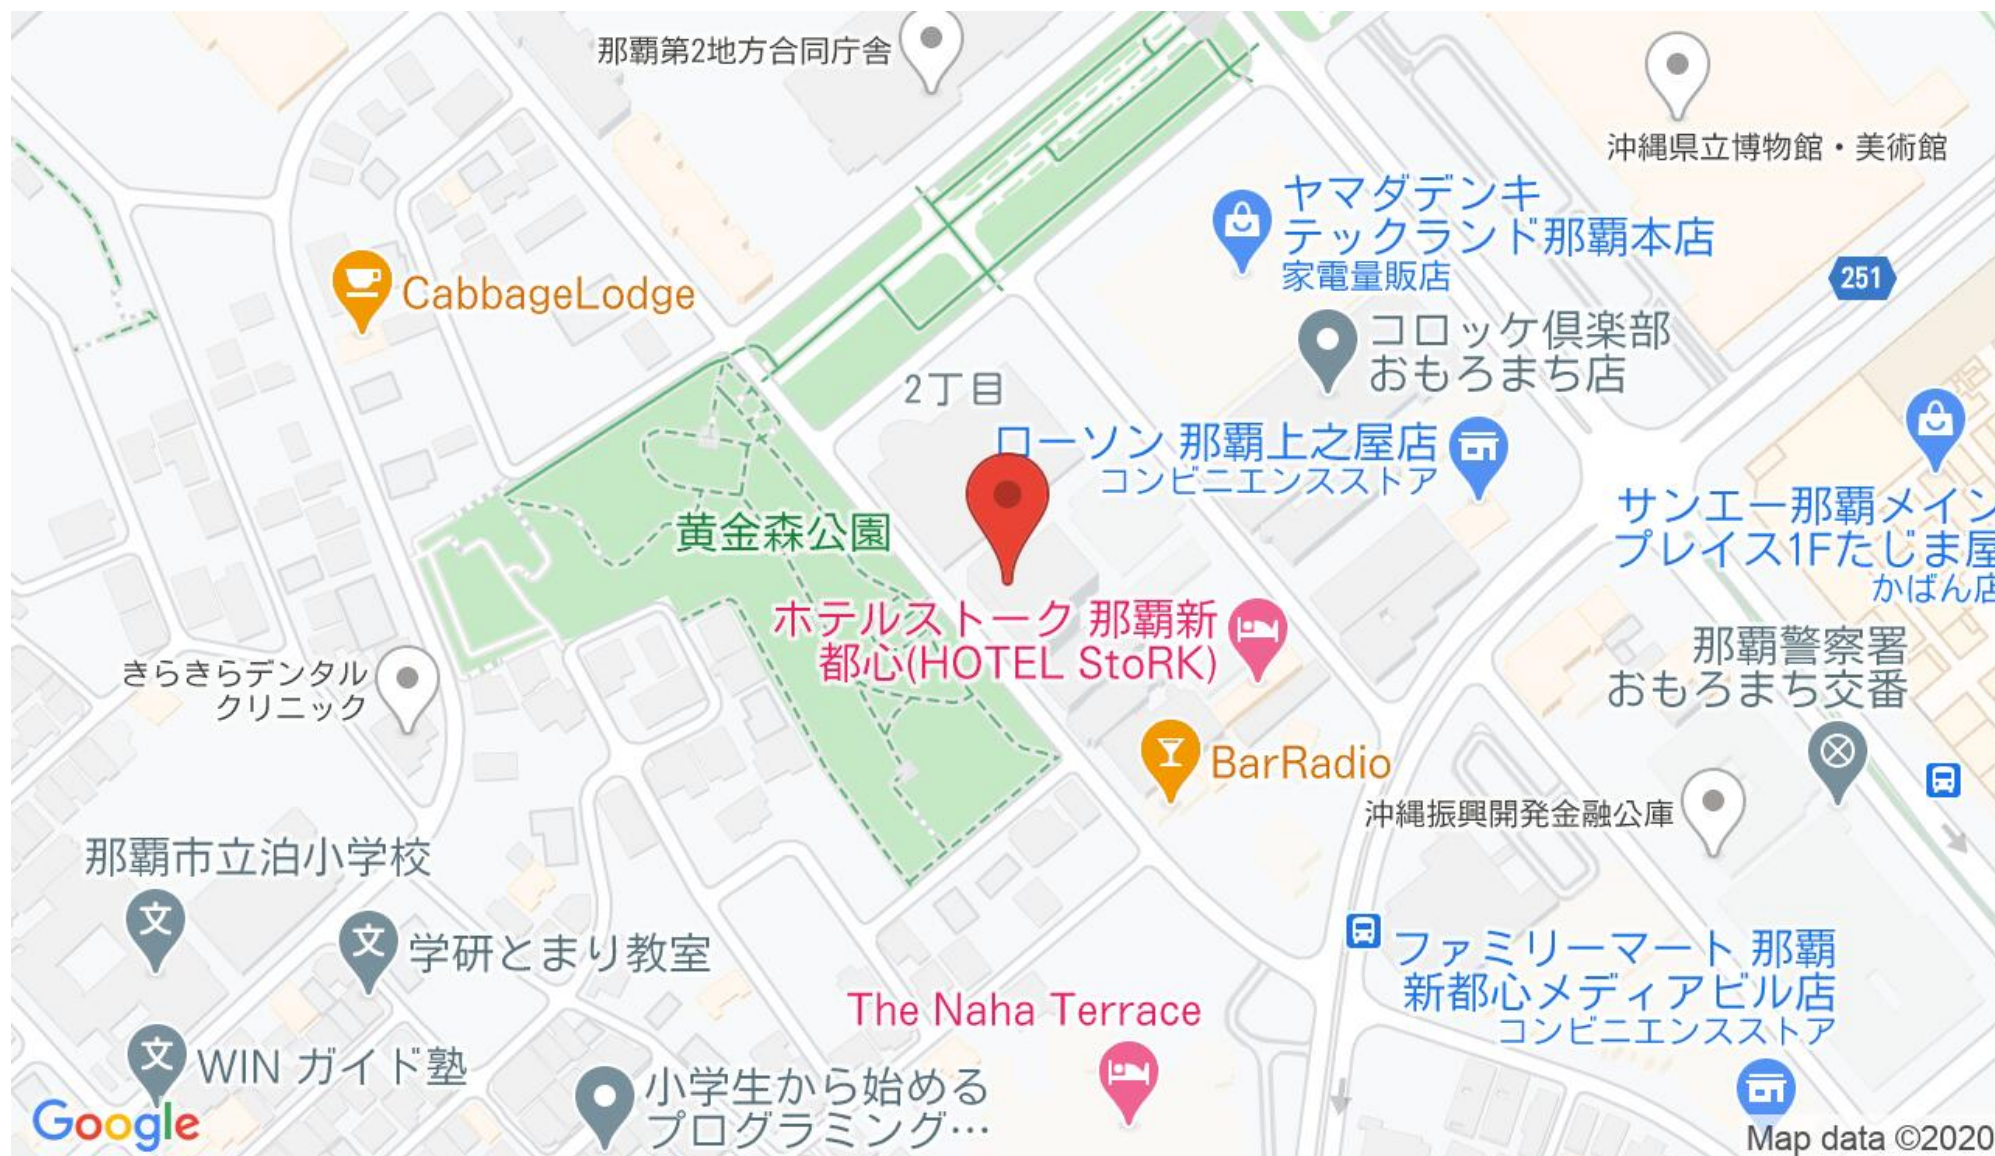 那覇第2地方合同庁舎
沖縄県立博物館・美術館
ヤマダデンキ
テックランド那覇本店
家電量販店
251
CabbageLodge
コロッケ倶楽部
おもろまち店
2丁目
ローソン 那覇上之屋店
コンビニエンスストア
サンエー那覇メイン
プレイス1Fたじま屋
かばん店
黄金森公園
ホテルストーク 那覇新
都心(HOTEL StoRK)
那覇警察署
おもろまち交番
きらきらデンタル
クリニック
BarRadio
沖縄振興開発金融公庫
那覇市立泊小学校
文
文
学研とまり教室
ファミリーマート 那覇
新都心メディアビル店
コンビニエンスストア
The Naha Terrace
文
WIN ガイド塾
小学生から始める
プログラミング…
Google
Map data ©2020